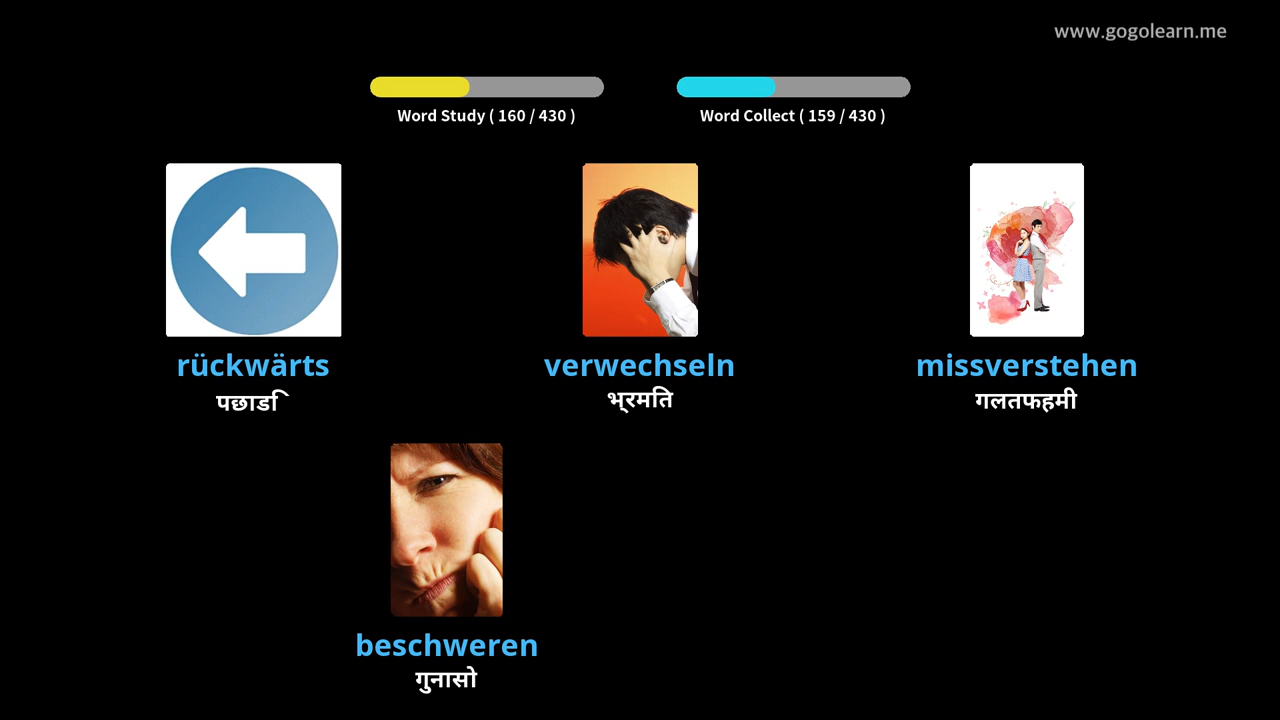 www.gogolearn.me
Word Study ( 160 / 430 )
Word Collect ( 159 / 430 )
rückwärts
verwechseln
missverstehen
पछाडि
भ्रमति
गलतफहमी
beschweren
गुनासो